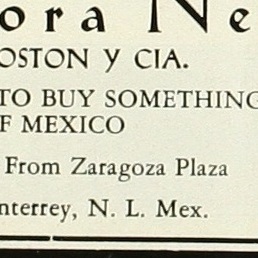 ora Ne
OSTON y CIA.
TO BUY SOMETHING
F MEXICO
From Zaragoza Plaza
nterrey, N. L. Mex.